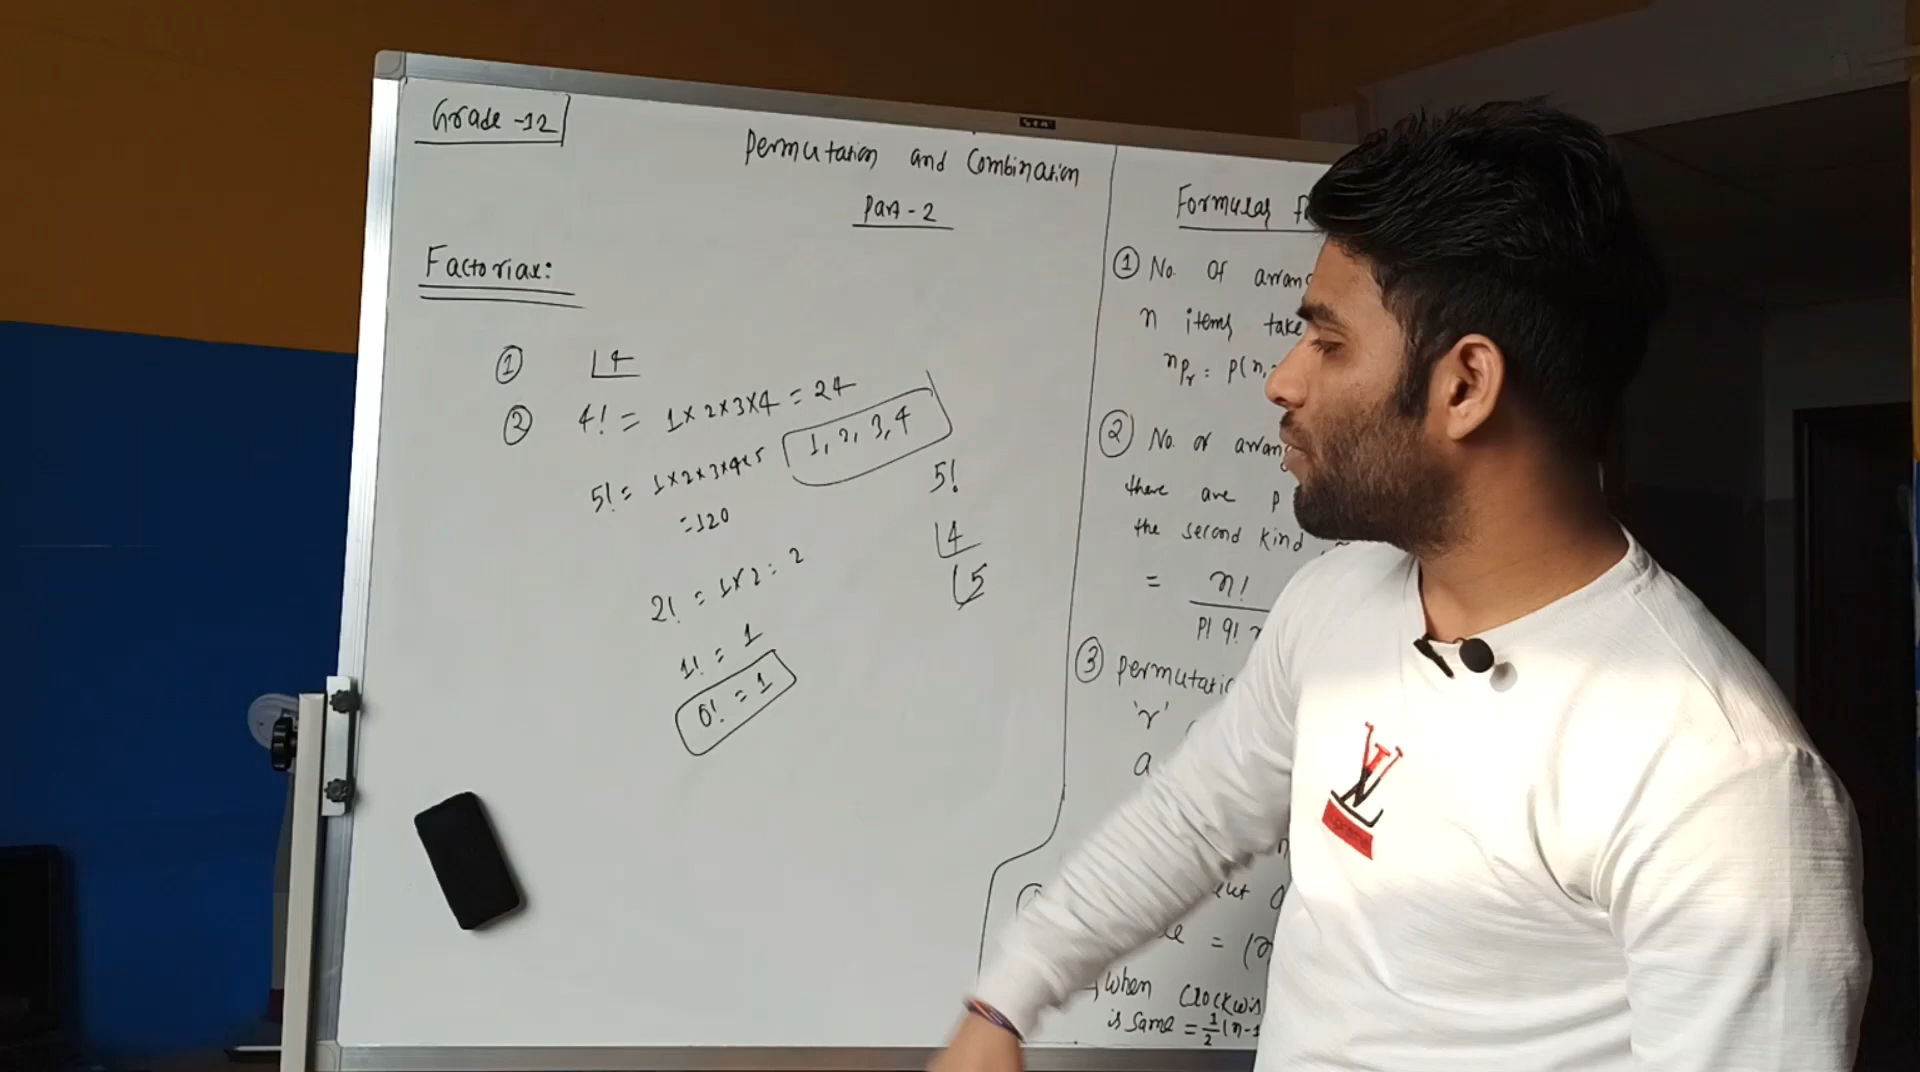 Grade -12
Permutation and Combination
Part - 2
Factorial:
① ⌊4
② 4! = 1×2×3×4 = 24
1, 2, 3, 4
5! = 1×2×3×4×5
=120
2! = 1×2 = 2
1! = 1
0! = 1
5!
⌊4
⌊5
Formulas
① No. of
n items
nPr = P(n,
② No. of
there are p
the second kind
= n!
P! q!
③
'r'
a
= (n
when
is same = 1/2 (n-1